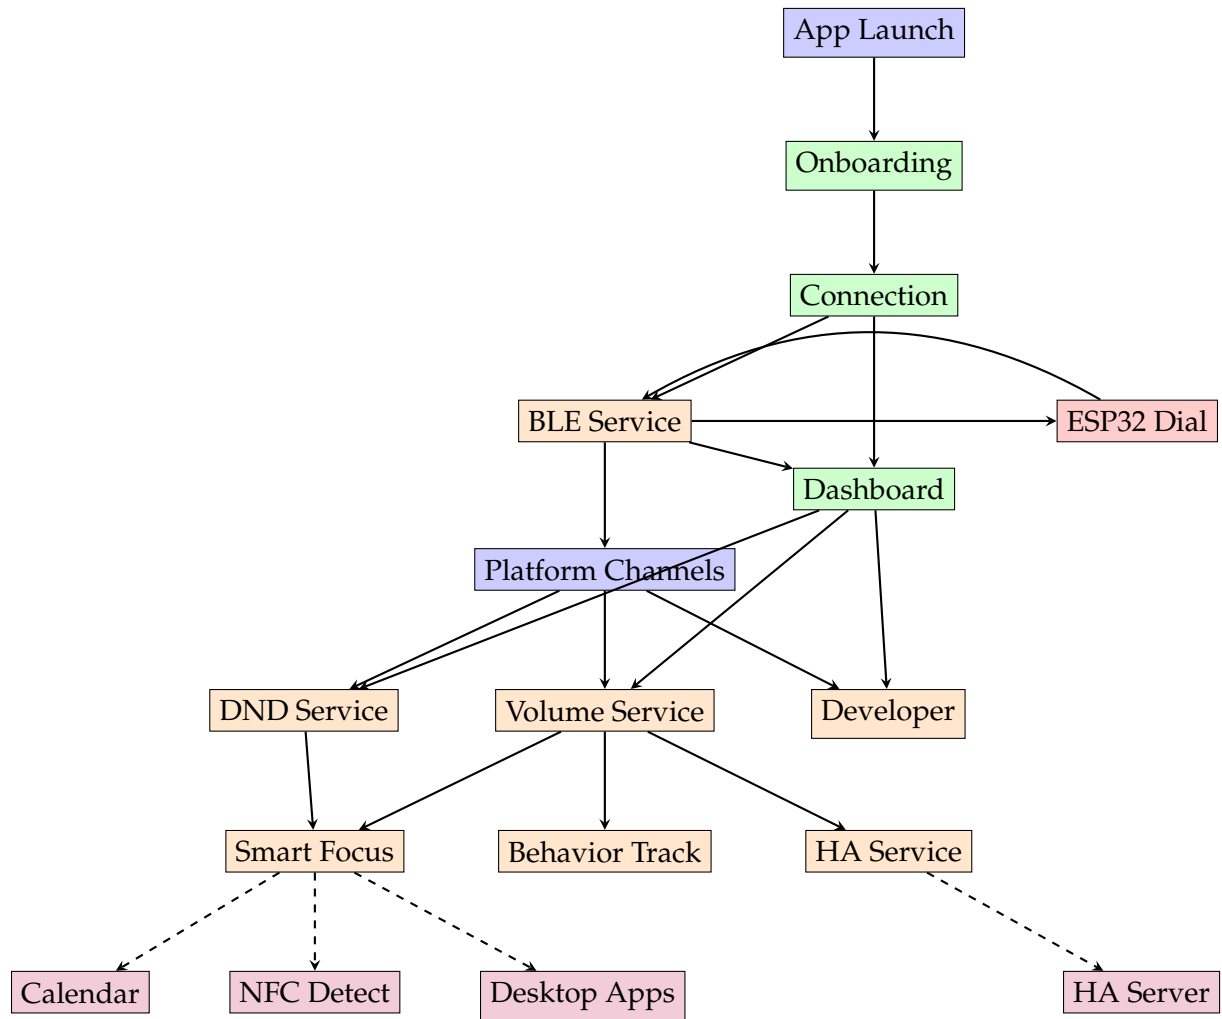 App Launch
Onboarding
Connection
BLE Service
ESP32 Dial
Dashboard
Platform Channels
DND Service
Volume Service
Developer
Smart Focus
Behavior Track
HA Service
Calendar
NFC Detect
Desktop Apps
HA Server